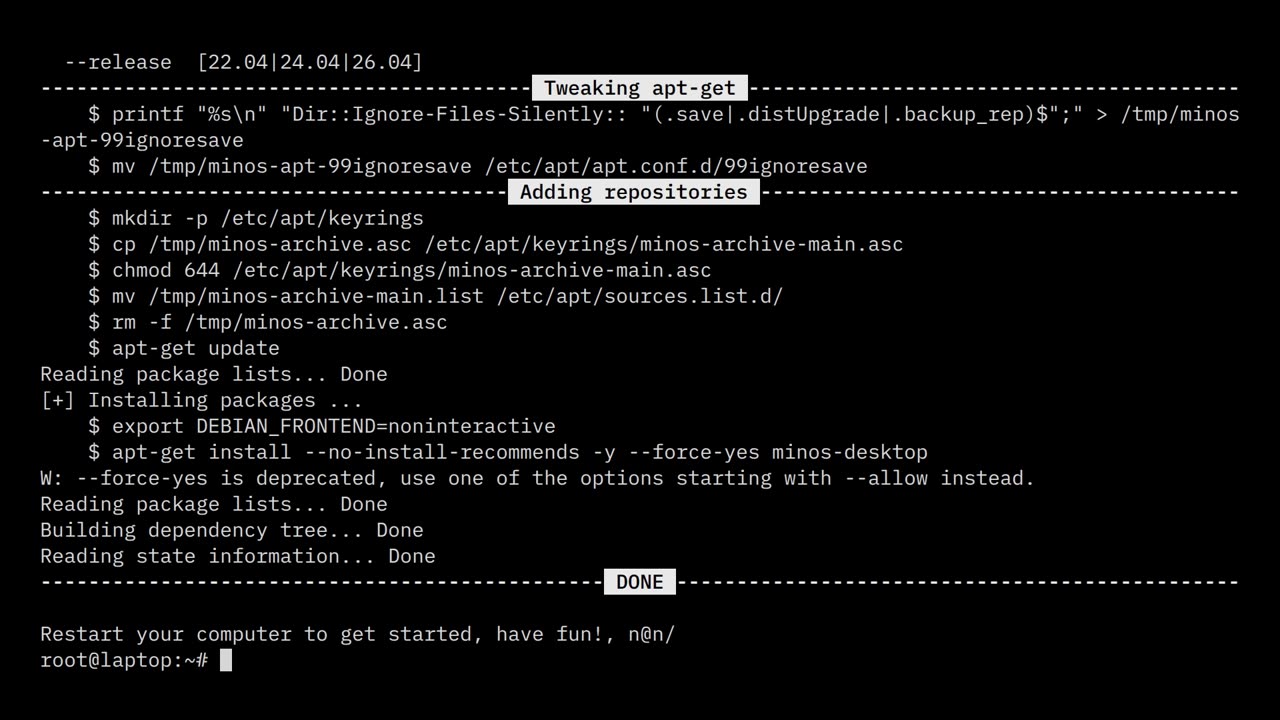 --release  [22.04|24.04|26.04]
----------------------------------------- Tweaking apt-get -----------------------------------------
    $ printf "%s\n" "Dir::Ignore-Files-Silently:: "(.save|.distUpgrade|.backup_rep)$";" > /tmp/minos
-apt-99ignoresave
    $ mv /tmp/minos-apt-99ignoresave /etc/apt/apt.conf.d/99ignoresave
--------------------------------------- Adding repositories ----------------------------------------
    $ mkdir -p /etc/apt/keyrings
    $ cp /tmp/minos-archive.asc /etc/apt/keyrings/minos-archive-main.asc
    $ chmod 644 /etc/apt/keyrings/minos-archive-main.asc
    $ mv /tmp/minos-archive-main.list /etc/apt/sources.list.d/
    $ rm -f /tmp/minos-archive.asc
    $ apt-get update
Reading package lists... Done
[+] Installing packages ...
    $ export DEBIAN_FRONTEND=noninteractive
    $ apt-get install --no-install-recommends -y --force-yes minos-desktop
W: --force-yes is deprecated, use one of the options starting with --allow instead.
Reading package lists... Done
Building dependency tree... Done
Reading state information... Done
----------------------------------------------- DONE -----------------------------------------------
Restart your computer to get started, have fun!, n@n/
root@laptop:~#